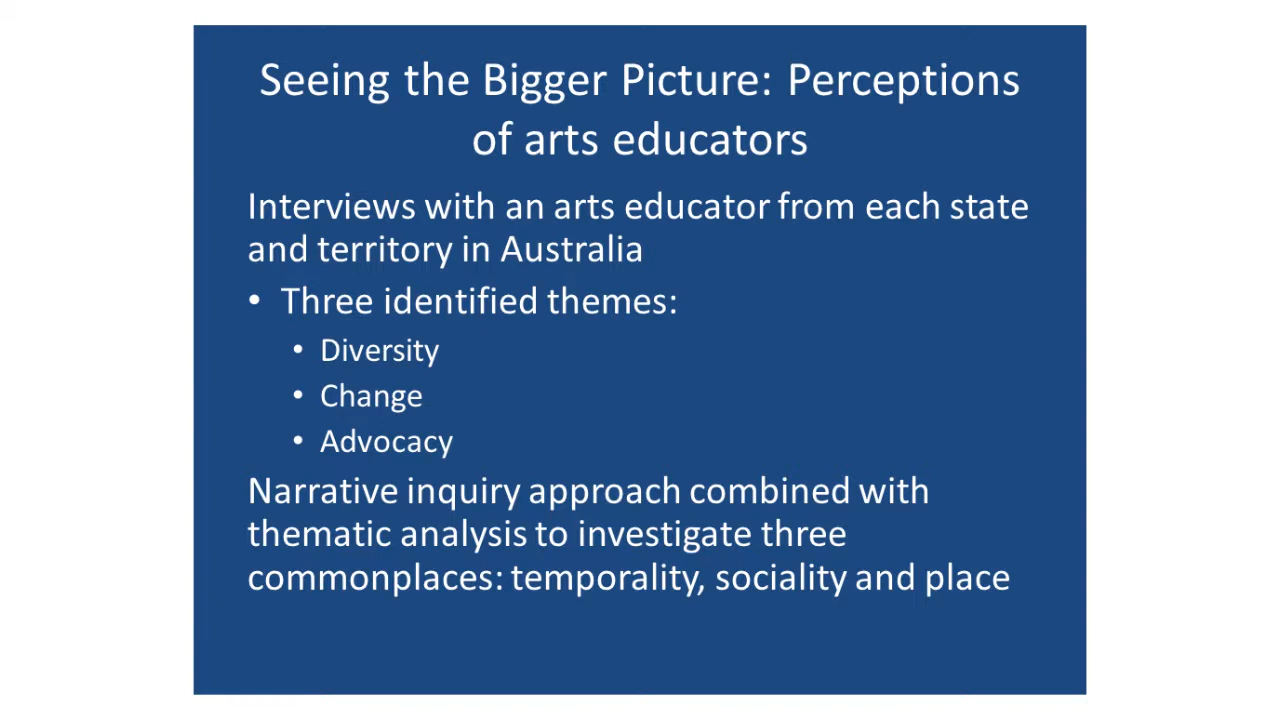 Seeing the Bigger Picture: Perceptions
of arts educators
Interviews with an arts educator from each state
and territory in Australia
• Three identified themes:
• Diversity
• Change
• Advocacy
Narrative inquiry approach combined with
thematic analysis to investigate three
commonplaces: temporality, sociality and place